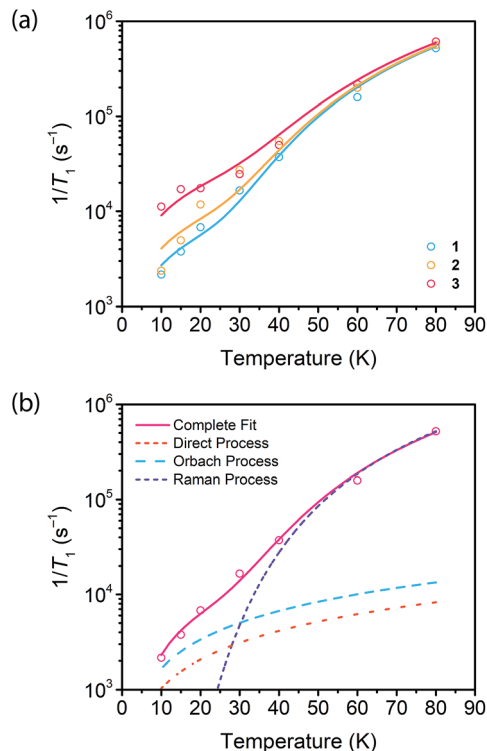 (a)
10⁶
10⁵
10⁴
10³
1/T₁ (s⁻¹)
1
2
3
0 10 20 30 40 50 60 70 80 90
Temperature (K)
(b)
10⁶
10⁵
10⁴
10³
1/T₁ (s⁻¹)
Complete Fit
Direct Process
Orbach Process
Raman Process
0 10 20 30 40 50 60 70 80 90
Temperature (K)